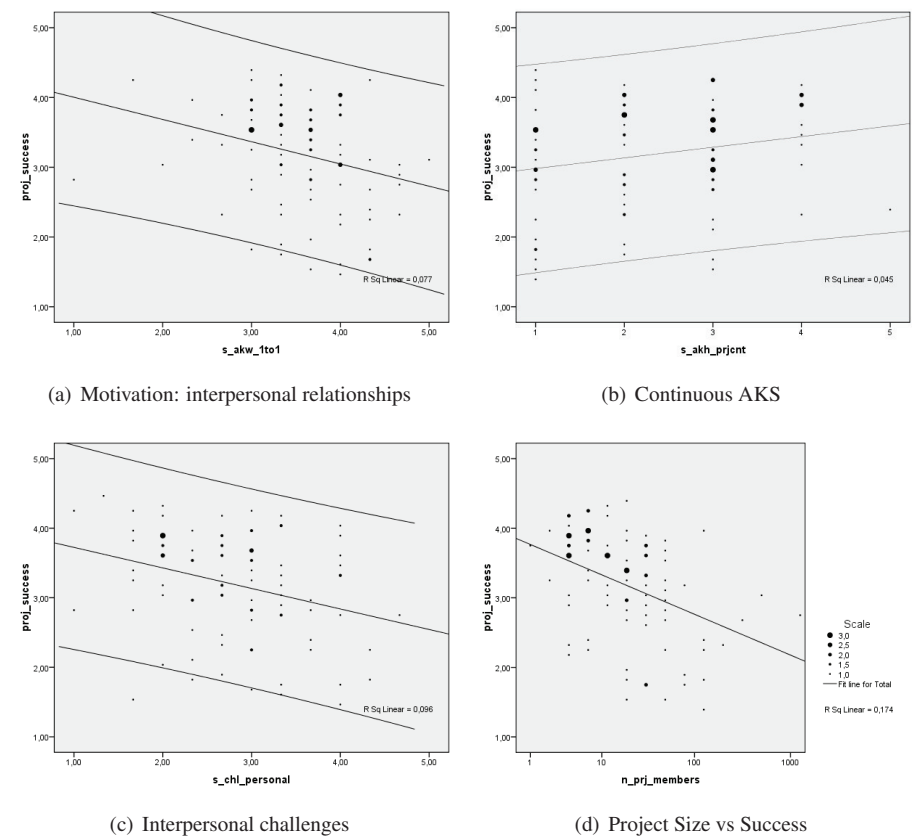 5,00
4,00
3,00
2,00
1,00
proj_success
R Sq Linear = 0,077
1,00 2,00 3,00 4,00 5,00
s_akw_1to1
(a) Motivation: interpersonal relationships
5,00
4,00
3,00
2,00
1,00
proj_success
R Sq Linear = 0,045
1 2 3 4 5
s_akh_prjcnt
(b) Continuous AKS
5,00
4,00
3,00
2,00
1,00
proj_success
R Sq Linear = 0,096
1,00 2,00 3,00 4,00 5,00
s_chl_personal
(c) Interpersonal challenges
5,00
4,00
3,00
2,00
1,00
proj_success
1 10 100 1000
n_prj_members
Scale
3,0
2,5
2,0
1,5
1,0
Fit line for Total
R Sq Linear = 0,174
(d) Project Size vs Success